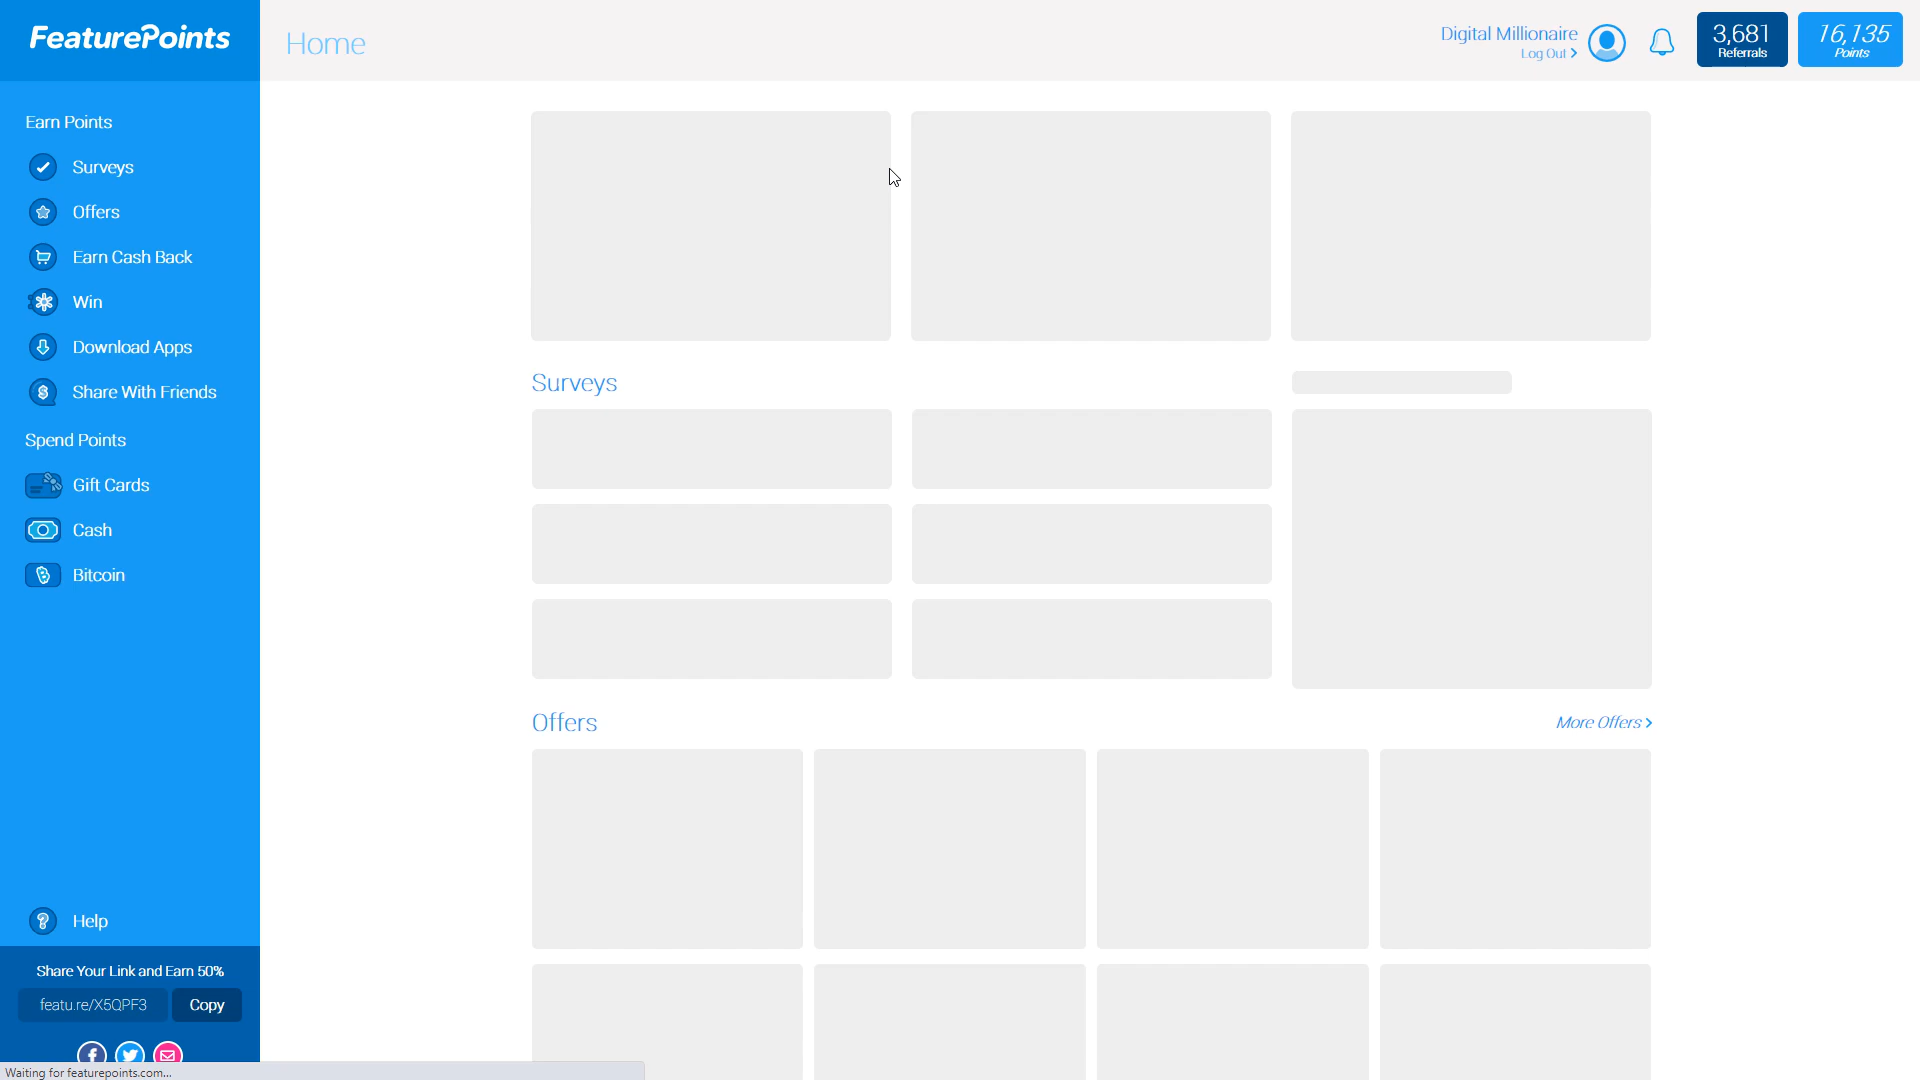 FeaturePoints
Home
Digital Millionaire
Log Out
3,681
Referrals
16,135
Points
Earn Points
Surveys
Offers
Earn Cash Back
Win
Download Apps
Share With Friends
Spend Points
Gift Cards
Cash
Bitcoin
Help
Share Your Link and Earn 50%
featu.re/X5QPF3
Copy
Surveys
Offers
More Offers
Waiting for featurepoints.com...